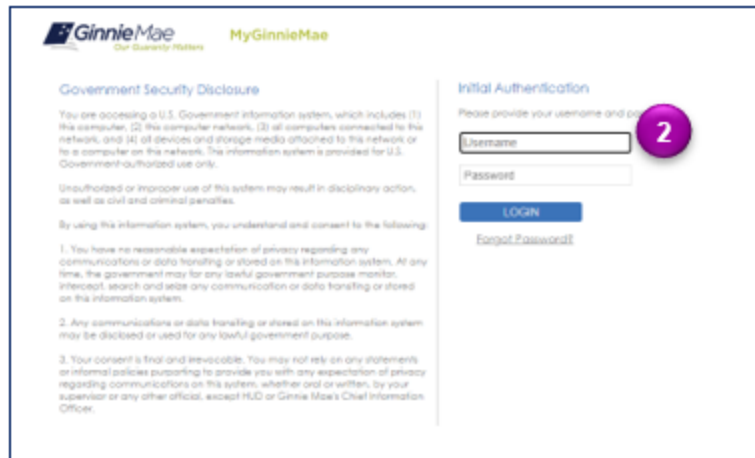 GinnieMae
Our Guaranty Matters
MyGinnieMae
Government Security Disclosure
You are accessing a U.S. Government information system, which includes (1)
this computer, (2) this computer network, (3) all computers connected to this
network, and (4) all devices and storage media attached to this network or
to a computer on this network. This information system is provided for U.S.
Government-authorized use only.
Unauthorized or improper use of this system may result in disciplinary action,
as well as civil and criminal penalties.
By using this information system, you understand and consent to the following:
1. You have no reasonable expectation of privacy regarding any
communications or data transiting or stored on this information system. At any
time, the government may for any lawful government purpose monitor,
intercept, search and seize any communication or data transiting or stored
on this information system.
2. Any communications or data transiting or stored on this information system
may be disclosed or used for any lawful government purpose.
3. Your consent is final and irrevocable. You may not rely on any statements
or informal policies purporting to provide you with any expectation of privacy
regarding communications on this system, whether oral or written, by your
supervisor or any other official, except HUD or Ginnie Mae's Chief Information
Officer.
Initial Authentication
Please provide your username and
2
Username
Password
LOGIN
Forgot Password?